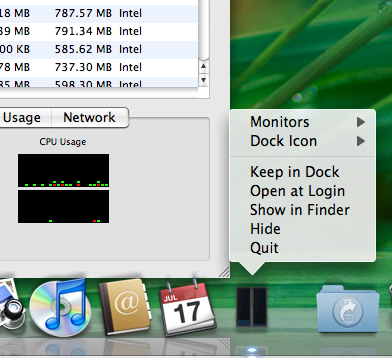 18 MB 787.57 MB Intel
39 MB 791.34 MB Intel
00 KB 585.62 MB Intel
78 MB 737.30 MB Intel
85 MB 598.30 MB Intel
Usage Network
CPU Usage
Monitors
Dock Icon
Keep in Dock
Open at Login
Show in Finder
Hide
Quit
@
JUL
17